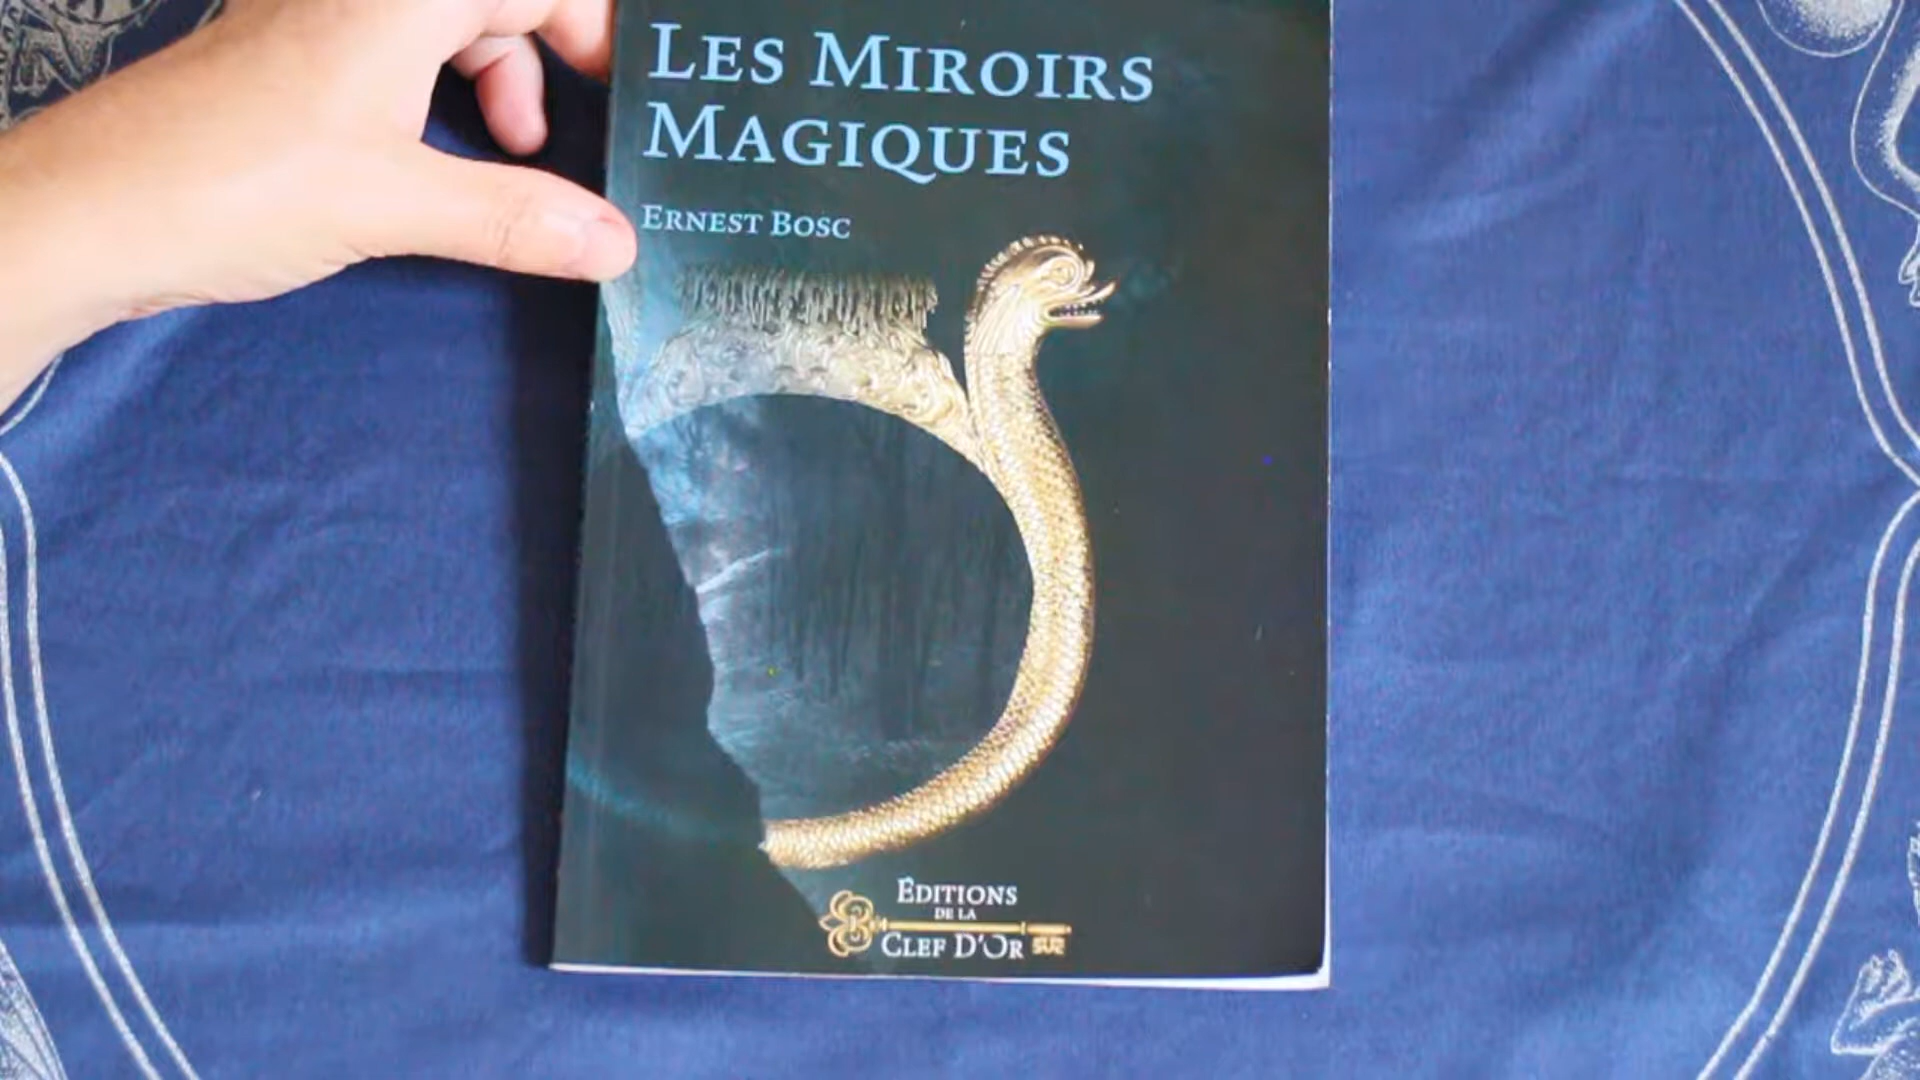 LES MIROIRS
MAGIQUES
ERNEST BOSC
ÉDITIONS
DE LA
CLEF D'OR